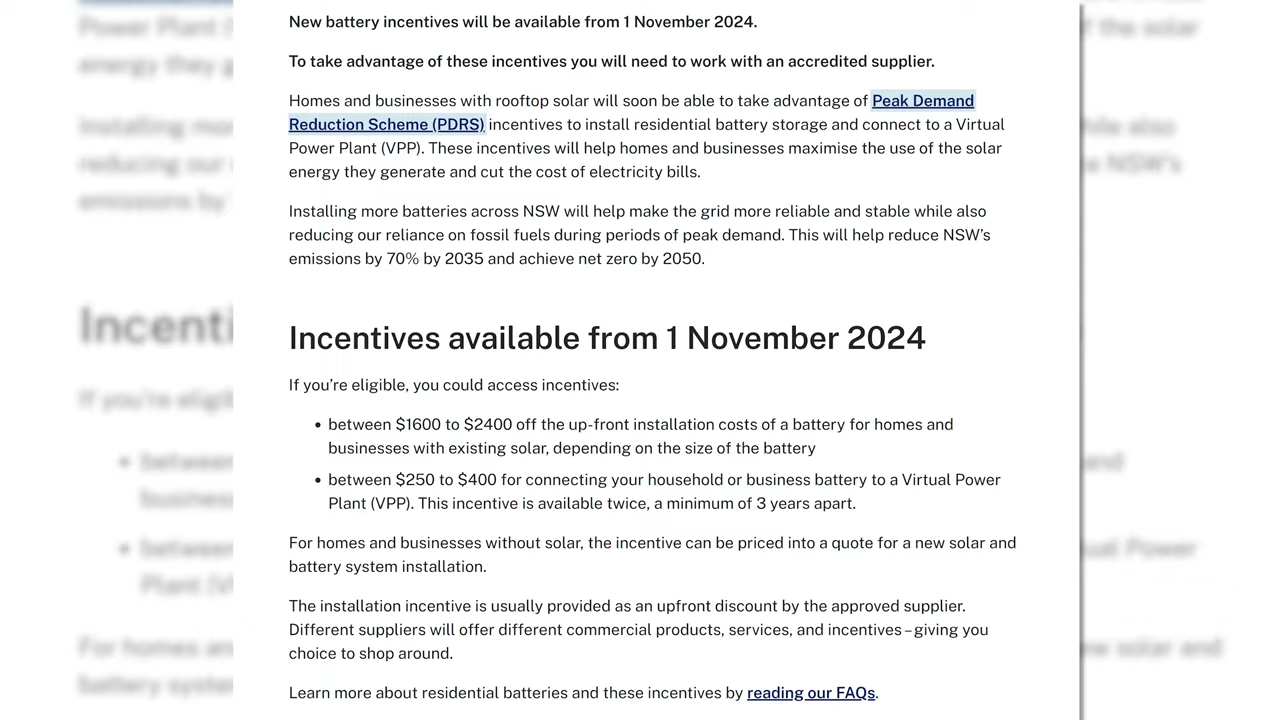 New battery incentives will be available from 1 November 2024.
To take advantage of these incentives you will need to work with an accredited supplier.
Homes and businesses with rooftop solar will soon be able to take advantage of Peak Demand
Reduction Scheme (PDRS) incentives to install residential battery storage and connect to a Virtual
Power Plant (VPP). These incentives will help homes and businesses maximise the use of the solar
energy they generate and cut the cost of electricity bills.
Installing more batteries across NSW will help make the grid more reliable and stable while also
reducing our reliance on fossil fuels during periods of peak demand. This will help reduce NSW's
emissions by 70% by 2035 and achieve net zero by 2050.
Incentives available from 1 November 2024
If you're eligible, you could access incentives:
• between $1600 to $2400 off the up-front installation costs of a battery for homes and
businesses with existing solar, depending on the size of the battery
• between $250 to $400 for connecting your household or business battery to a Virtual Power
Plant (VPP). This incentive is available twice, a minimum of 3 years apart.
For homes and businesses without solar, the incentive can be priced into a quote for a new solar and
battery system installation.
The installation incentive is usually provided as an upfront discount by the approved supplier.
Different suppliers will offer different commercial products, services, and incentives – giving you
choice to shop around.
Learn more about residential batteries and these incentives by reading our FAQs.